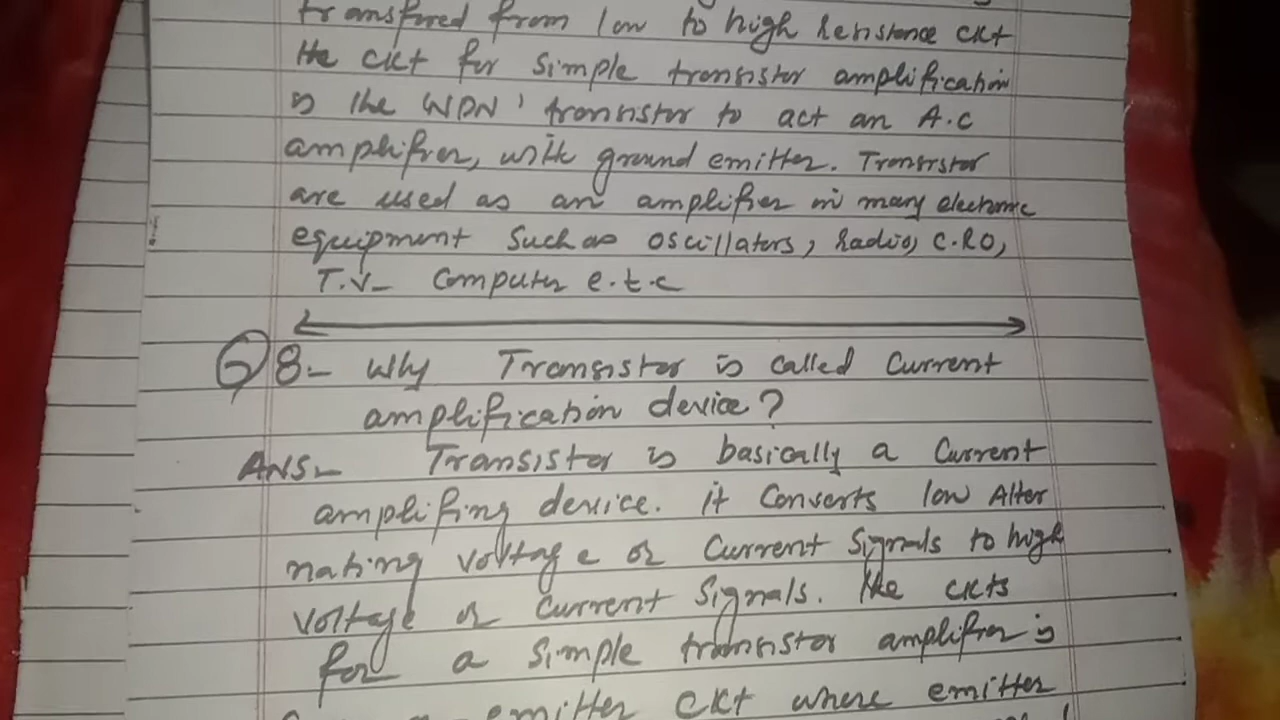 transfired from low to high Resistance ckt
the ckt for simple transistor amplification
is the NPN' transistor to act an A.C
amplifier, with ground emitter. Transistor
are used as an amplifier in many electronic
equipment such as oscillators, Radio, C.RO,
T.V- Computer e.t.c
Q 8- Why Transistor is called Current
amplification device?
ANS- Transistor is basically a Current
amplifing device. it Converts low Alter
nating voltage or Current Signals to high
voltage or Current Signals. the ckts
for a simple transistor amplifier is
emitter ckt where emitter